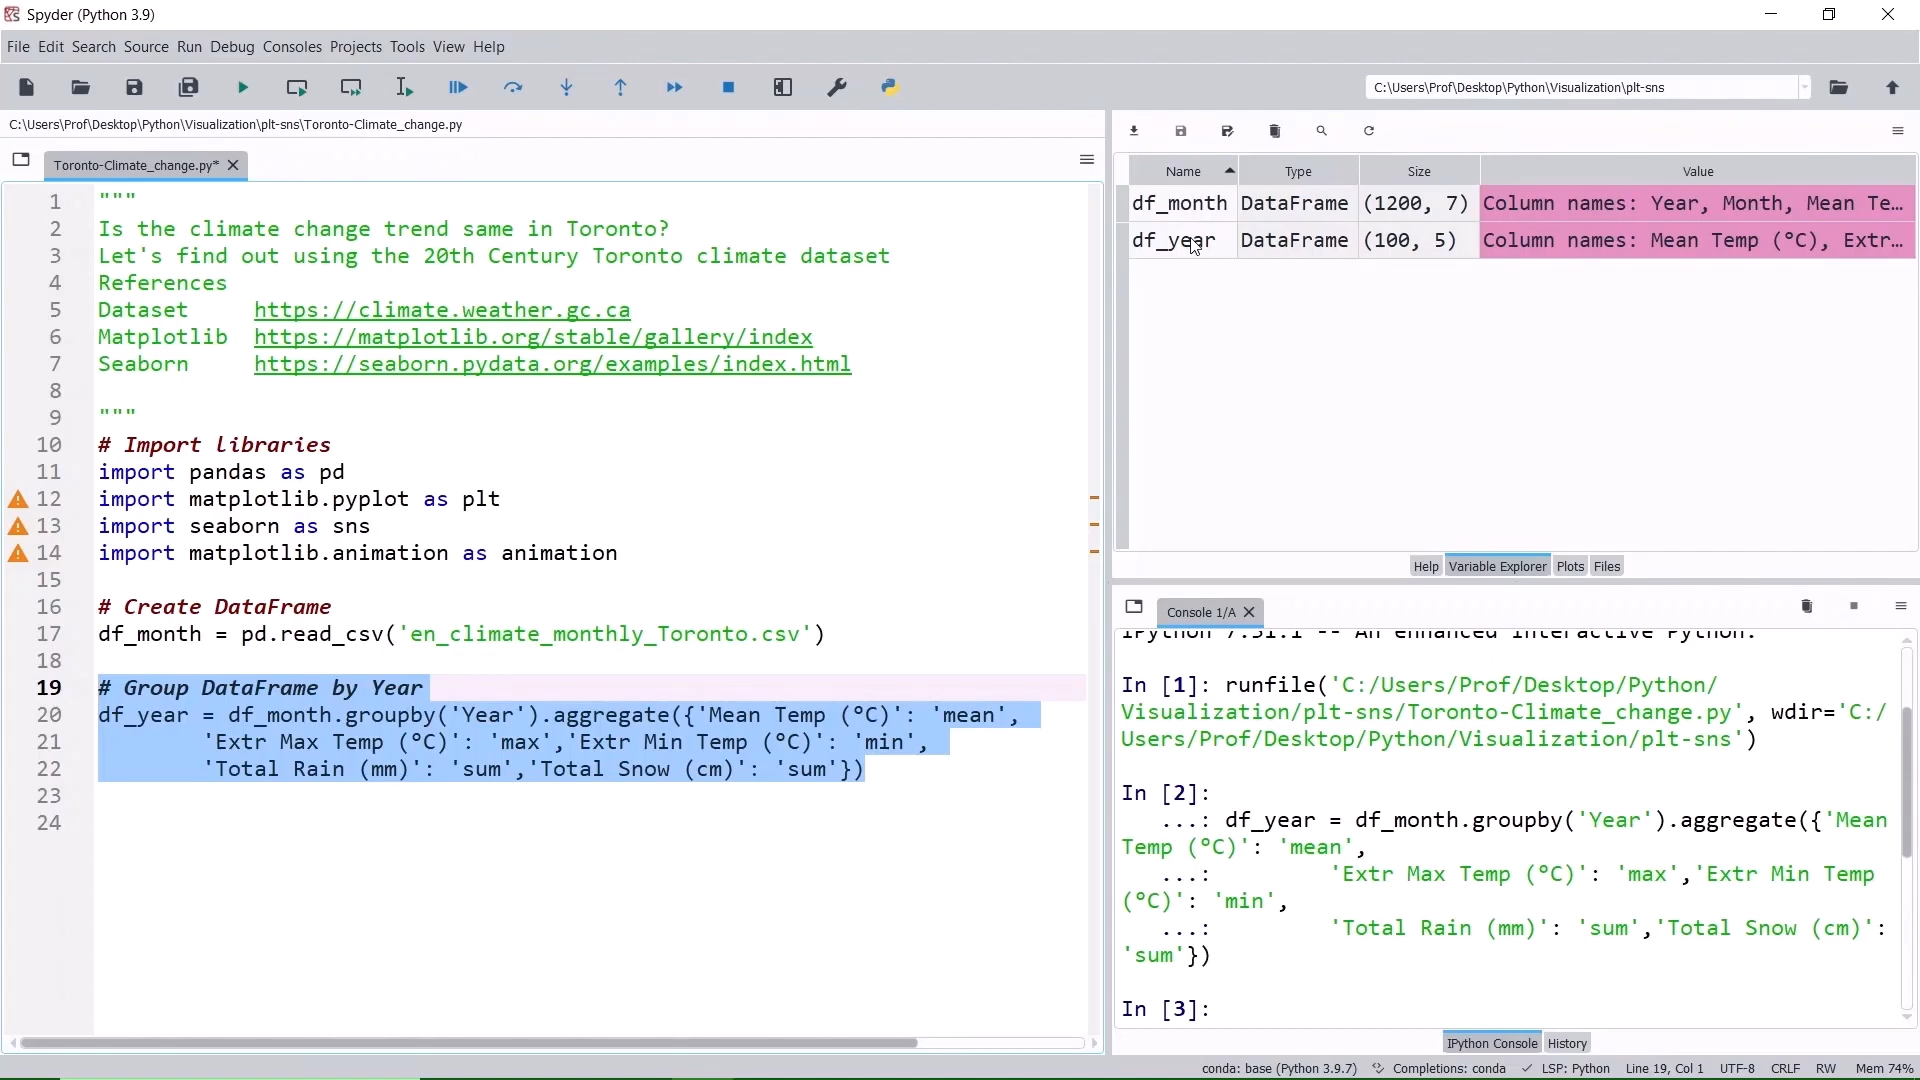 Spyder (Python 3.9)
File Edit Search Source Run Debug Consoles Projects Tools View Help
C:\Users\Prof\Desktop\Python\Visualization\plt-sns
C:\Users\Prof\Desktop\Python\Visualization\plt-sns\Toronto-Climate_change.py
Toronto-Climate_change.py*
1 """
2 Is the climate change trend same in Toronto?
3 Let's find out using the 20th Century Toronto climate dataset
4 References
5 Dataset https://climate.weather.gc.ca
6 Matplotlib https://matplotlib.org/stable/gallery/index
7 Seaborn https://seaborn.pydata.org/examples/index.html
8
9 """
10 # Import libraries
11 import pandas as pd
12 import matplotlib.pyplot as plt
13 import seaborn as sns
14 import matplotlib.animation as animation
15
16 # Create DataFrame
17 df_month = pd.read_csv('en_climate_monthly_Toronto.csv')
18
19 # Group DataFrame by Year
20 df_year = df_month.groupby('Year').aggregate({'Mean Temp (°C)': 'mean',
21 'Extr Max Temp (°C)': 'max','Extr Min Temp (°C)': 'min',
22 'Total Rain (mm)': 'sum','Total Snow (cm)': 'sum'})
23
24
Name Type Size Value
df_month DataFrame (1200, 7) Column names: Year, Month, Mean Te...
df_year DataFrame (100, 5) Column names: Mean Temp (°C), Extr...
Help Variable Explorer Plots Files
Console 1/A
IPython 7.31.1 -- An enhanced Interactive Python.
In [1]: runfile('C:/Users/Prof/Desktop/Python/
Visualization/plt-sns/Toronto-Climate_change.py', wdir='C:/
Users/Prof/Desktop/Python/Visualization/plt-sns')
In [2]:
...: df_year = df_month.groupby('Year').aggregate({'Mean
Temp (°C)': 'mean',
...: 'Extr Max Temp (°C)': 'max','Extr Min Temp
(°C)': 'min',
...: 'Total Rain (mm)': 'sum','Total Snow (cm)':
'sum'})
In [3]:
IPython Console History
conda: base (Python 3.9.7) Completions: conda LSP: Python Line 19, Col 1 UTF-8 CRLF RW Mem 74%